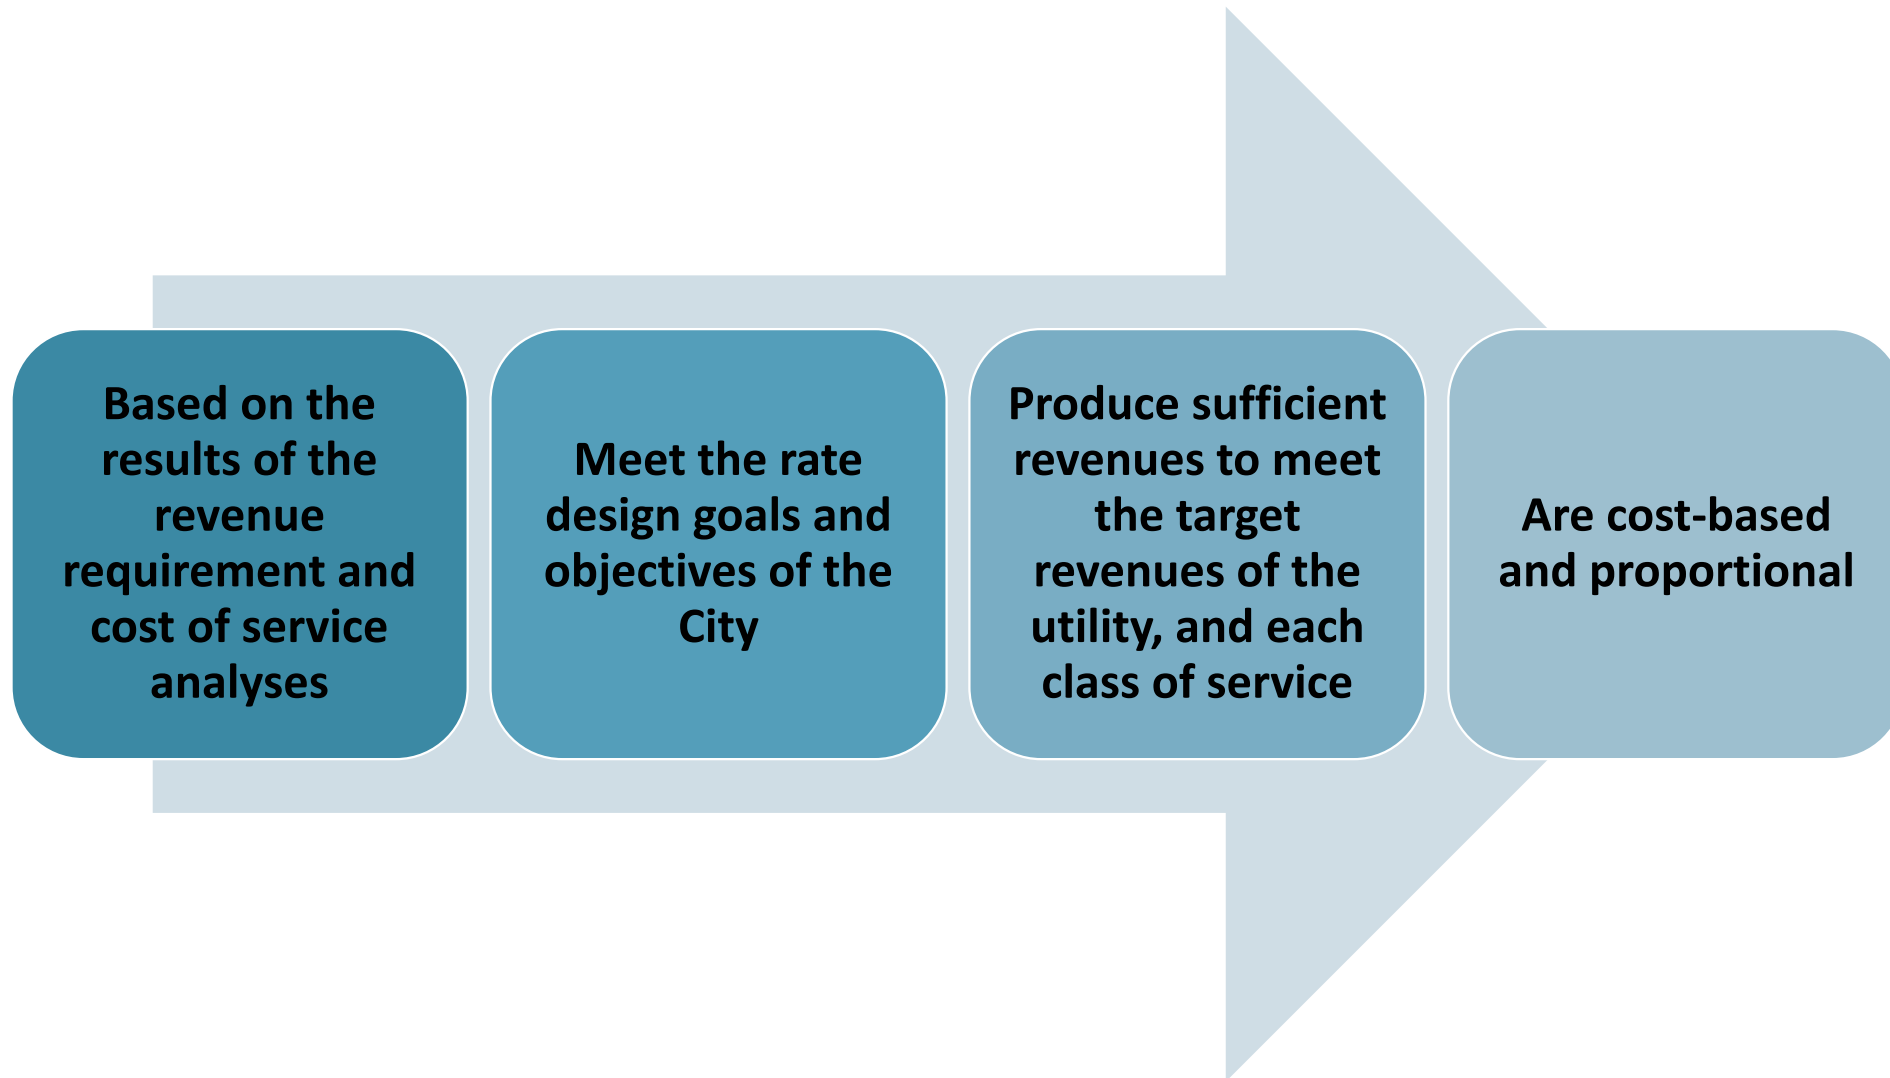 Based on the
results of the
revenue
requirement and
cost of service
analyses
Meet the rate
design goals and
objectives of the
City
Produce sufficient
revenues to meet
the target
revenues of the
utility, and each
class of service
Are cost-based
and proportional